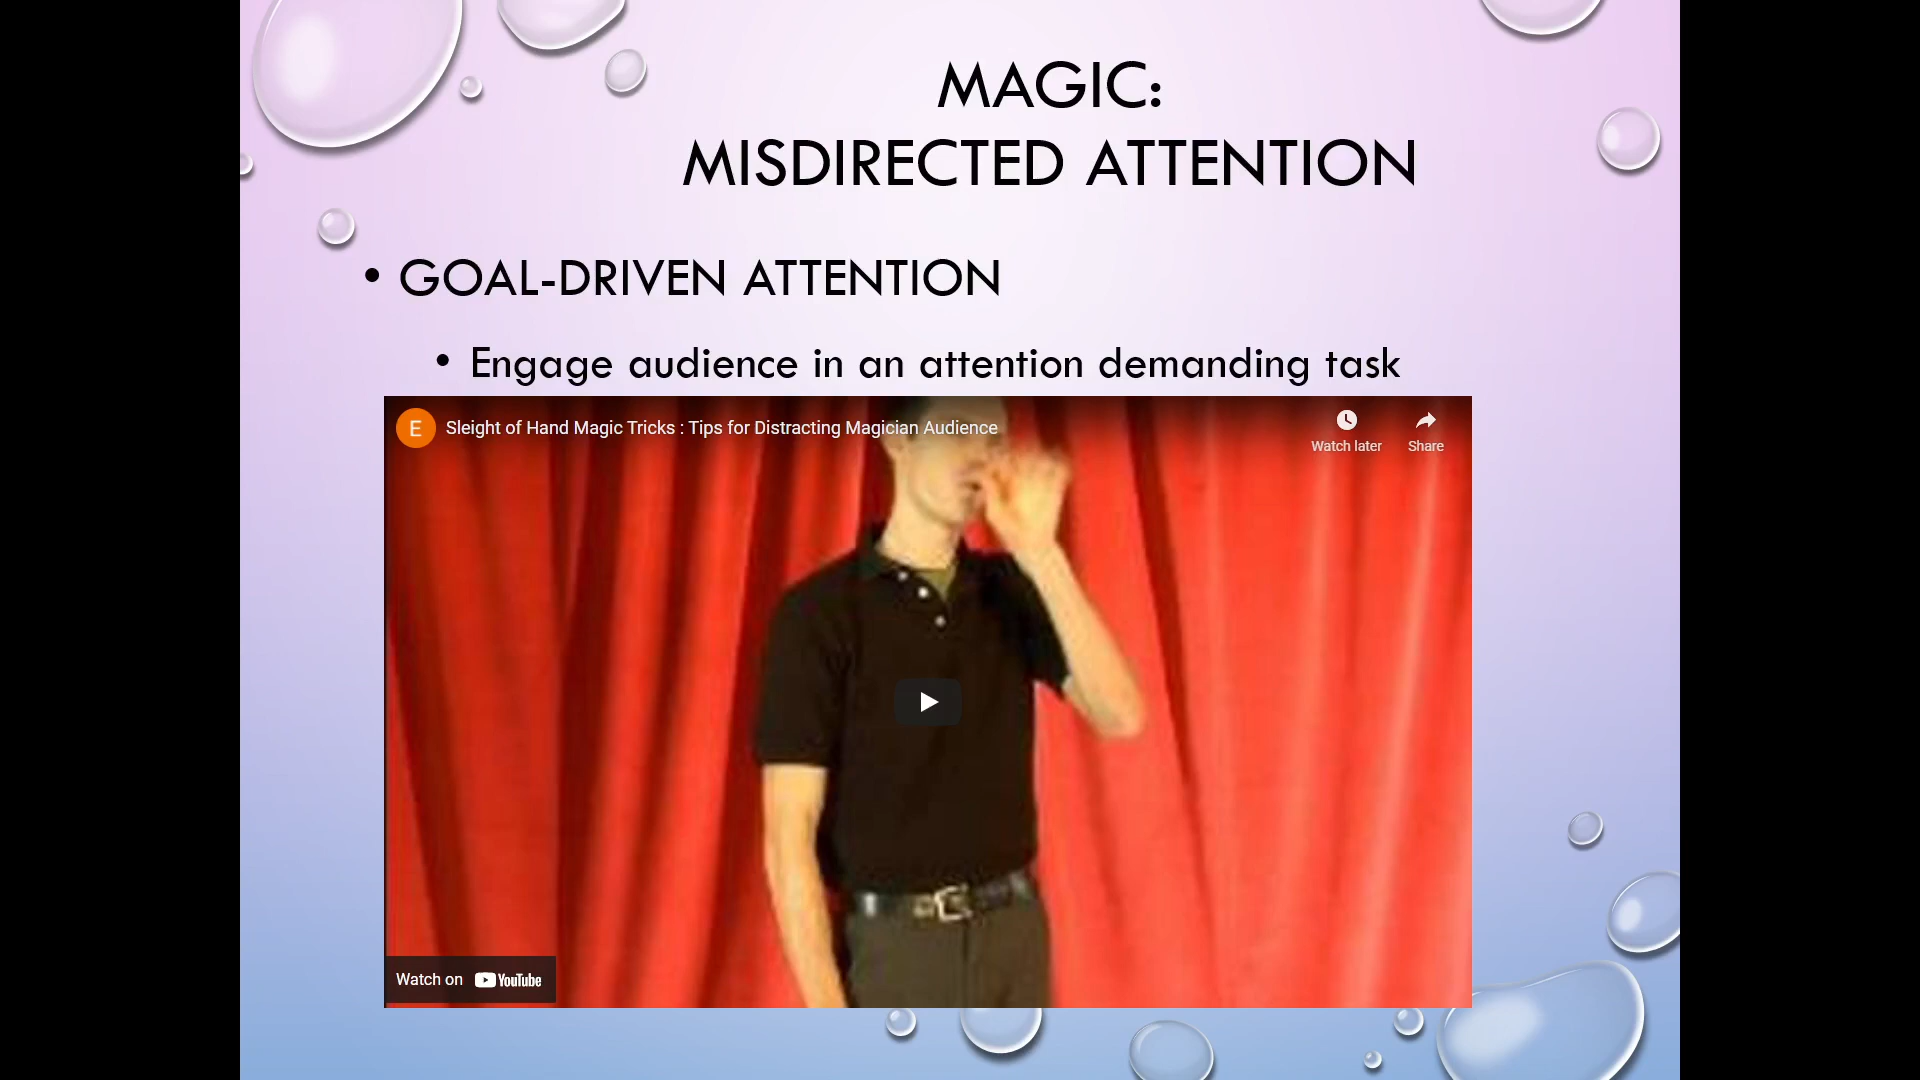 MAGIC:
MISDIRECTED ATTENTION
• GOAL-DRIVEN ATTENTION
• Engage audience in an attention demanding task
E
Sleight of Hand Magic Tricks : Tips for Distracting Magician Audience
Watch later
Share
Watch on YouTube